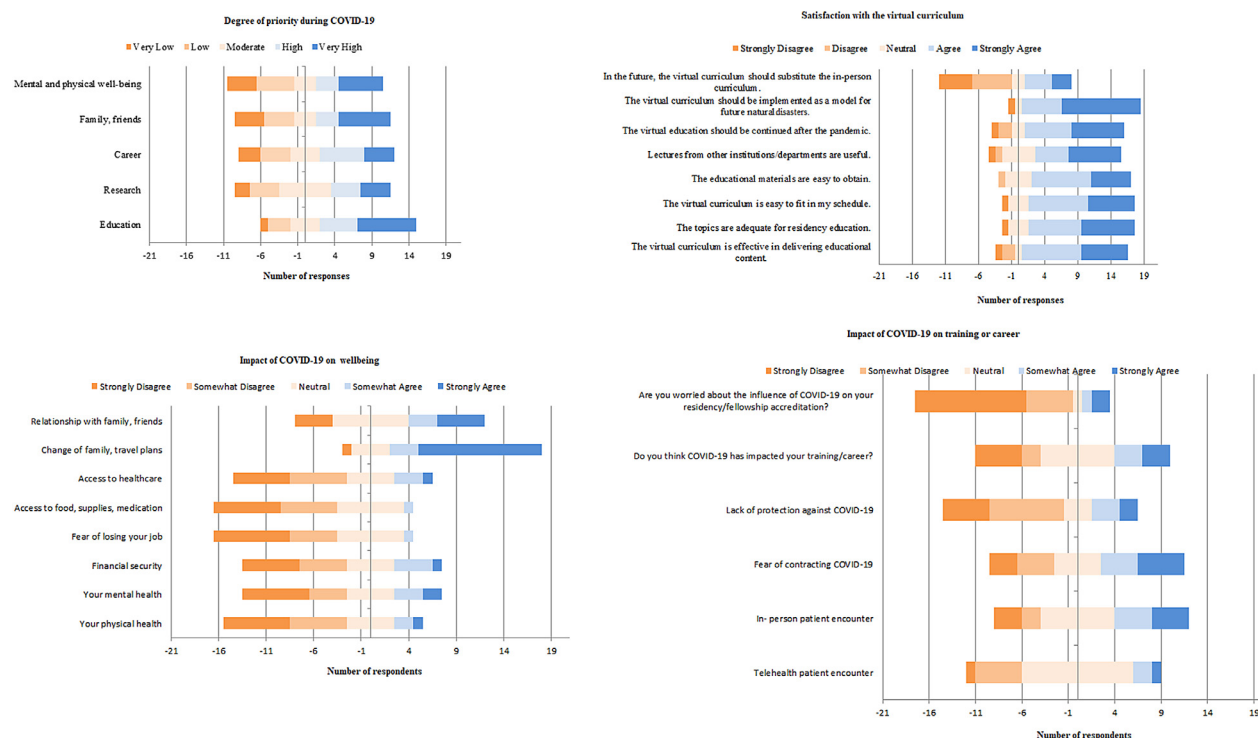 Degree of priority during COVID-19
Very Low Low Moderate High Very High
Mental and physical well-being
Family, friends
Career
Research
Education
-21 -16 -11 -6 -1 4 9 14 19
Number of responses
Satisfaction with the virtual curriculum
Strongly Disagree Disagree Neutral Agree Strongly Agree
In the future, the virtual curriculum should substitute the in-person
curriculum.
The virtual curriculum should be implemented as a model for
future natural disasters.
The virtual education should be continued after the pandemic.
Lectures from other institutions/departments are useful.
The educational materials are easy to obtain.
The virtual curriculum is easy to fit in my schedule.
The topics are adequate for residency education.
The virtual curriculum is effective in delivering educational
content.
-21 -16 -11 -6 -1 4 9 14 19
Number of responses
Impact of COVID-19 on wellbeing
Strongly Disagree Somewhat Disagree Neutral Somewhat Agree Strongly Agree
Relationship with family, friends
Change of family, travel plans
Access to healthcare
Access to food, supplies, medication
Fear of losing your job
Financial security
Your mental health
Your physical health
-21 -16 -11 -6 -1 4 9 14 19
Number of respondents
Impact of COVID-19 on training or career
Strongly Disagree Somewhat Disagree Neutral Somewhat Agree Strongly Agree
Are you worried about the influence of COVID-19 on your
residency/fellowship accreditation?
Do you think COVID-19 has impacted your training/career?
Lack of protection against COVID-19
Fear of contracting COVID-19
In- person patient encounter
Telehealth patient encounter
-21 -16 -11 -6 -1 4 9 14 19
Number of respondents